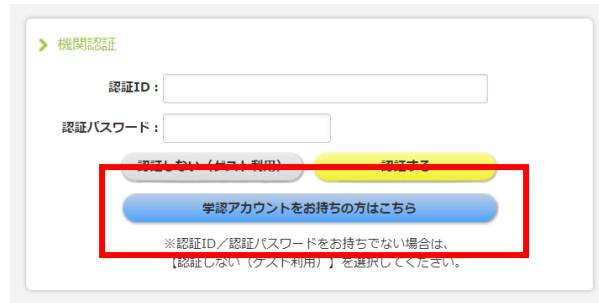 機関認証
認証ID：
認証パスワード：
認証しない（ゲスト利用） 認証する
学認アカウントをお持ちの方はこちら
※認証ID／認証パスワードをお持ちでない場合は、
【認証しない（ゲスト利用）】を選択してください。